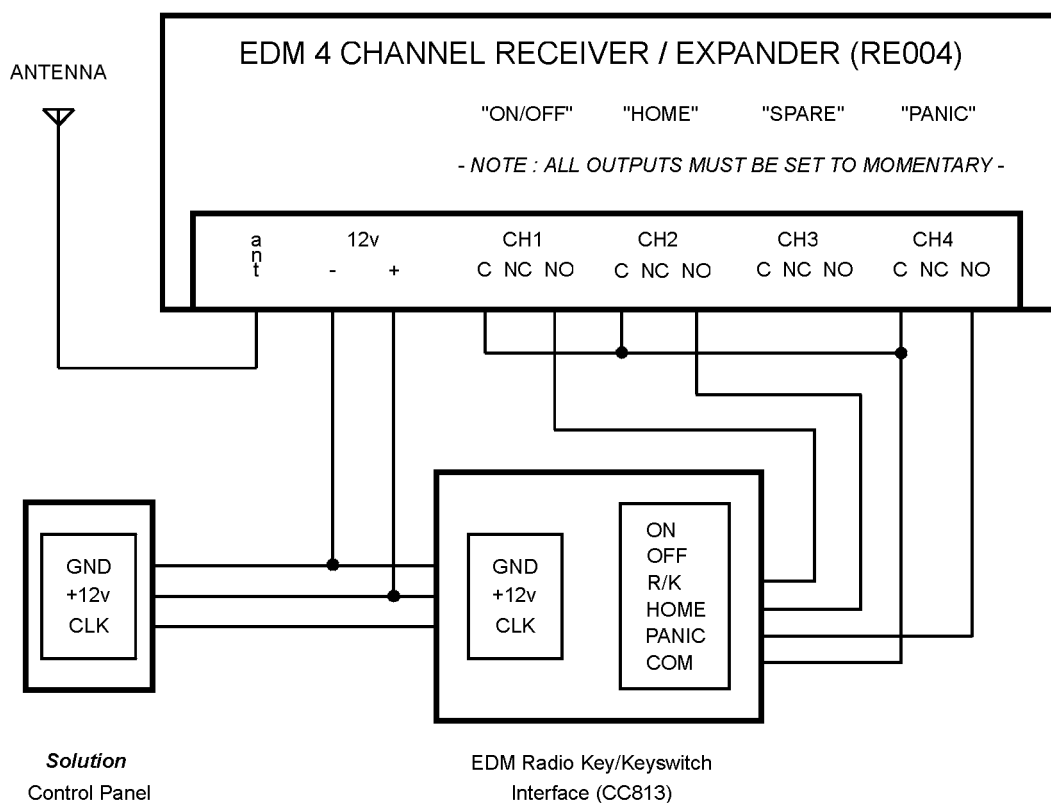 EDM 4 CHANNEL RECEIVER / EXPANDER (RE004)
ANTENNA
"ON/OFF" "HOME" "SPARE" "PANIC"
- NOTE : ALL OUTPUTS MUST BE SET TO MOMENTARY -
ant 12v CH1 CH2 CH3 CH4
- + C NC NO C NC NO C NC NO C NC NO
GND
+12v
CLK
GND
+12v
CLK
ON
OFF
R/K
HOME
PANIC
COM
Solution
Control Panel
EDM Radio Key/Keyswitch
Interface (CC813)